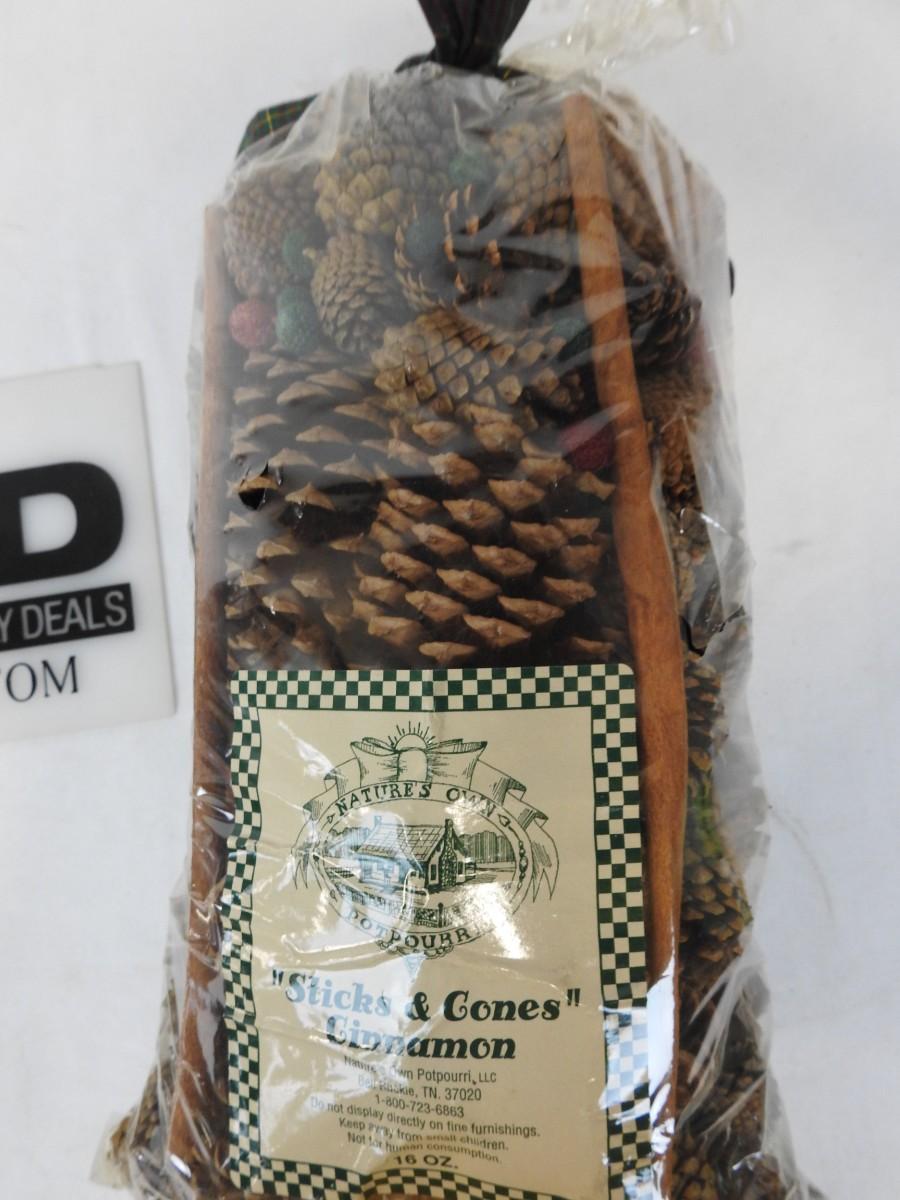 D
Y DEALS
OM
NATURE'S OWN
POTPOURRI
"Sticks & Cones"
Cinnamon
Nature's Own Potpourri, LLC
Bell Buckle, TN. 37020
1-800-723-6863
Do not display directly on fine furnishings.
Keep away from small children.
Not for human consumption.
16 OZ.